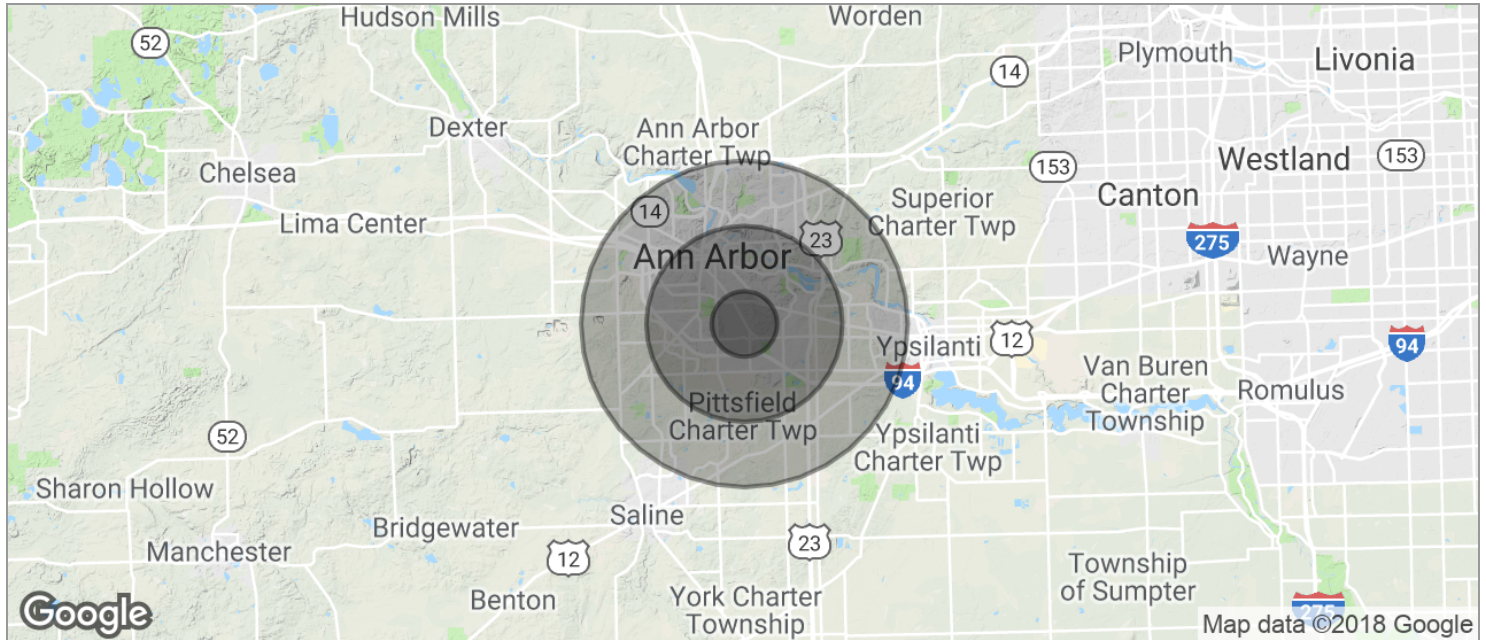 Hudson Mills
Worden
52
Plymouth
Livonia
14
Dexter
Ann Arbor
Charter Twp
153
Westland
153
Chelsea
Canton
Superior
Charter Twp
14
Lima Center
23
275
Ann Arbor
Wayne
12
Ypsilanti
94
94
Van Buren
Charter
Township
Romulus
Pittsfield
Charter Twp
52
Ypsilanti
Charter Twp
Sharon Hollow
Saline
Bridgewater
23
Manchester
12
Township
of Sumpter
Benton
York Charter
Township
275
Google
Map data ©2018 Google